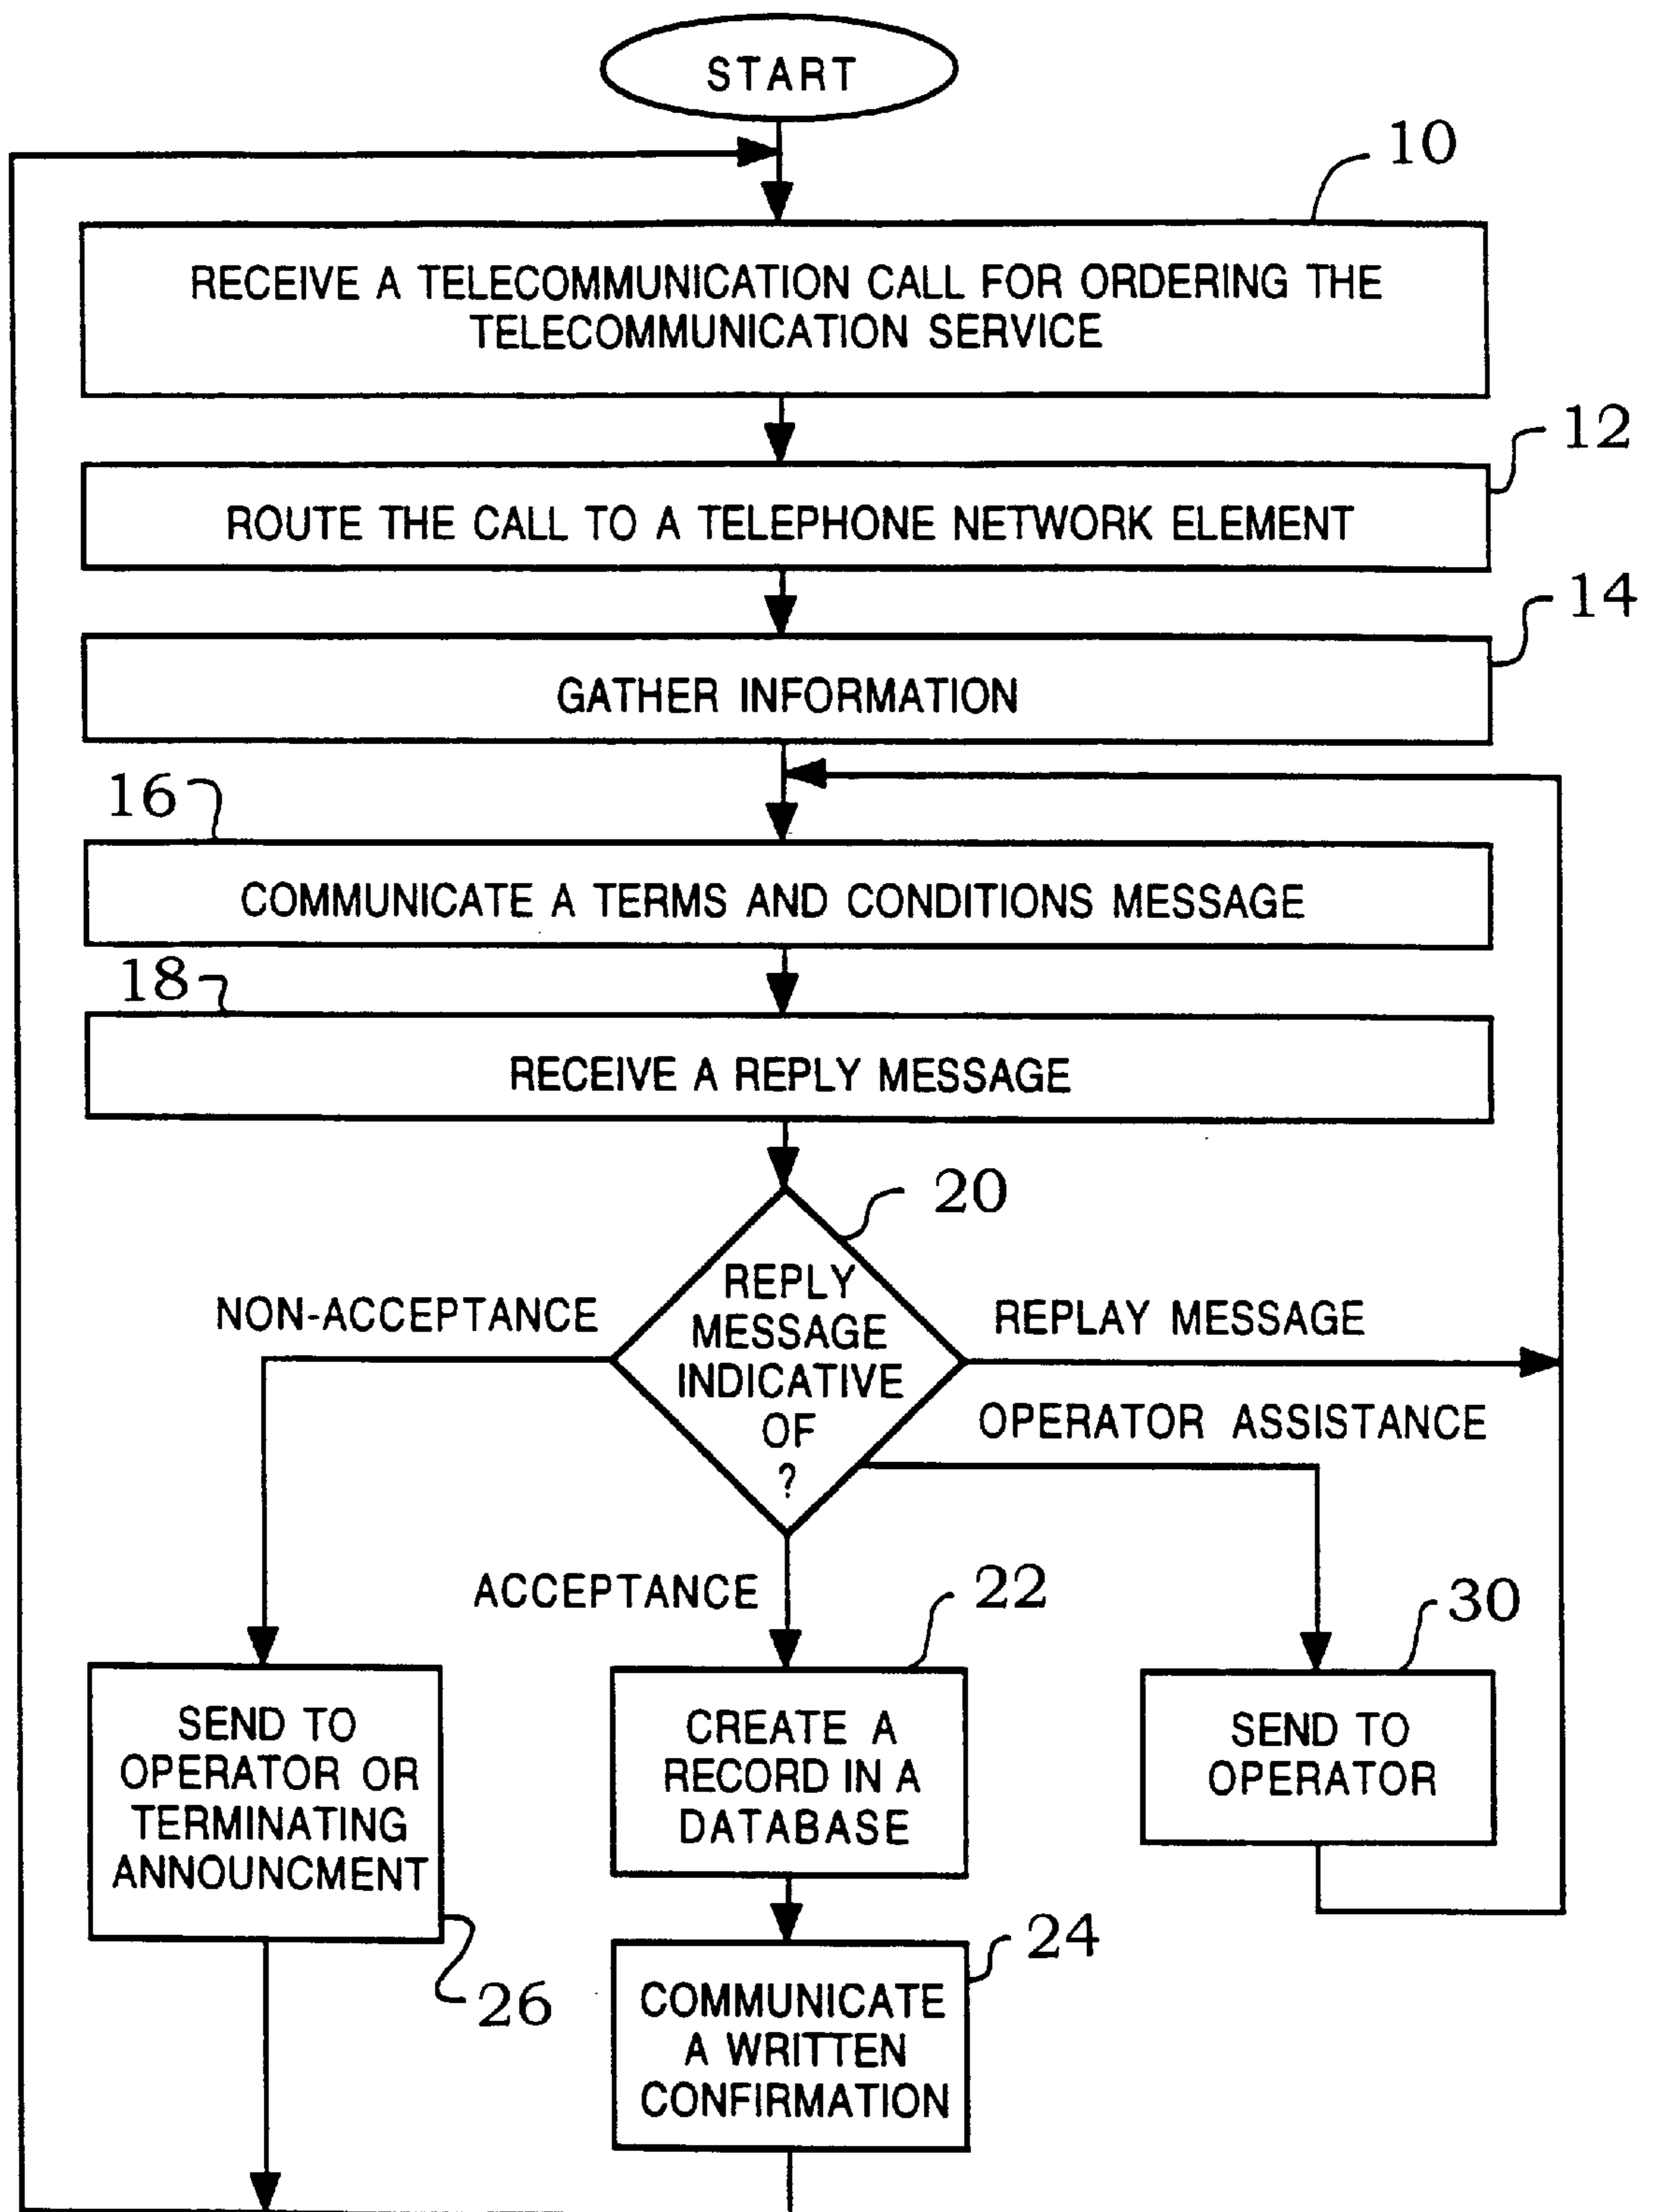 START
10
RECEIVE A TELECOMMUNICATION CALL FOR ORDERING THE
TELECOMMUNICATION SERVICE
12
ROUTE THE CALL TO A TELEPHONE NETWORK ELEMENT
14
GATHER INFORMATION
16
COMMUNICATE A TERMS AND CONDITIONS MESSAGE
18
RECEIVE A REPLY MESSAGE
20
REPLY
MESSAGE
INDICATIVE
OF
?
NON-ACCEPTANCE
REPLAY MESSAGE
OPERATOR ASSISTANCE
ACCEPTANCE
22
30
SEND TO
OPERATOR OR
TERMINATING
ANNOUNCMENT
26
CREATE A
RECORD IN A
DATABASE
SEND TO
OPERATOR
24
COMMUNICATE
A WRITTEN
CONFIRMATION